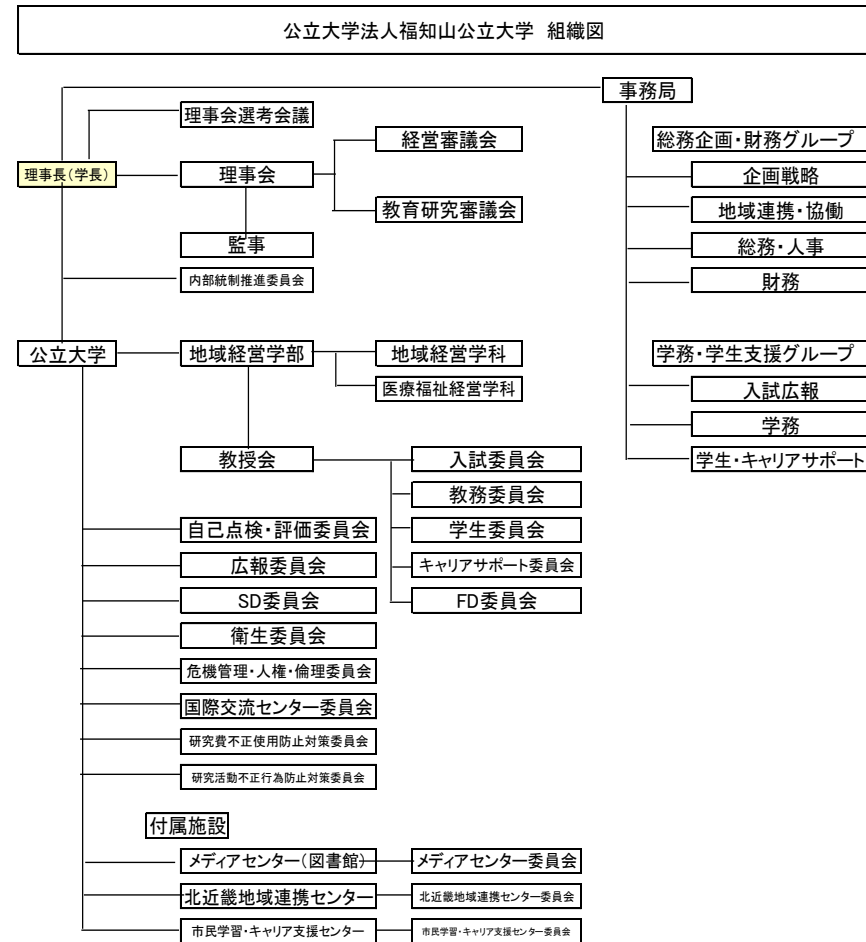 公立大学法人福知山公立大学 組織図
事務局
理事会選考会議
経営審議会
総務企画・財務グループ
理事長(学長)
理事会
企画戦略
教育研究審議会
地域連携・協働
監事
総務・人事
内部統制推進委員会
財務
公立大学
地域経営学部
地域経営学科
学務・学生支援グループ
医療福祉経営学科
入試広報
学務
教授会
入試委員会
学生・キャリアサポート
教務委員会
自己点検・評価委員会
学生委員会
広報委員会
キャリアサポート委員会
SD委員会
FD委員会
衛生委員会
危機管理・人権・倫理委員会
国際交流センター委員会
研究費不正使用防止対策委員会
研究活動不正行為防止対策委員会
付属施設
メディアセンター(図書館)
メディアセンター委員会
北近畿地域連携センター
北近畿地域連携センター委員会
市民学習・キャリア支援センター
市民学習・キャリア支援センター委員会